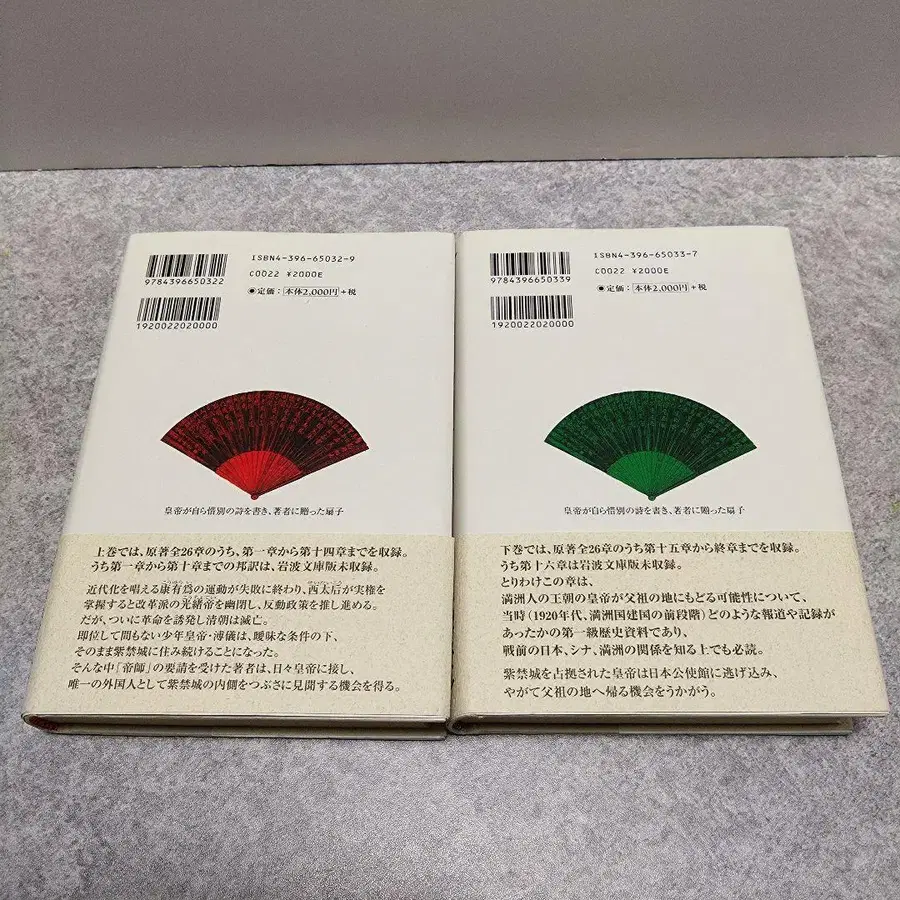 ISBN4-396-65032-9
C0022 ¥2000E
●定価：本体2,000円+税
9784396650322
1920022020000
皇帝が自ら惜別の詩を書き、著者に贈った扇子
上巻では、原著全26章のうち、第一章から第十四章までを収録。
うち第一章から第十章までの邦訳は、岩波文庫版未収録。
近代化を唱える康有爲の運動が失敗に終わり、西太后が実権を
掌握すると改革派の光緒帝を幽閉し、反動政策を推し進める。
だが、ついに革命を誘発し清朝は滅亡。
即位して間もない少年皇帝・溥儀は、曖昧な条件の下、
そのまま紫禁城に住み続けることになった。
そんな中「帝師」の要請を受けた著者は、日々皇帝に接し、
唯一の外国人として紫禁城の内側をつぶさに見聞する機会を得る。
ISBN4-396-65033-7
C0022 ¥2000E
●定価：本体2,000円+税
9784396650339
1920022020000
皇帝が自ら惜別の詩を書き、著者に贈った扇子
下巻では、原著全26章のうち第十五章から終章までを収録。
うち第十六章は岩波文庫版未収録。
とりわけこの章は、
満洲人の王朝の皇帝が父祖の地にもどる可能性について、
当時（1920年代、満洲国建国の前段階）どのような報道や記録が
あったかの第一級歴史資料であり、
戦前の日本、シナ、満洲の関係を知る上でも必読。
紫禁城を占拠された皇帝は日本公使館に逃げ込み、
やがて父祖の地へ帰る機会をうかがう。